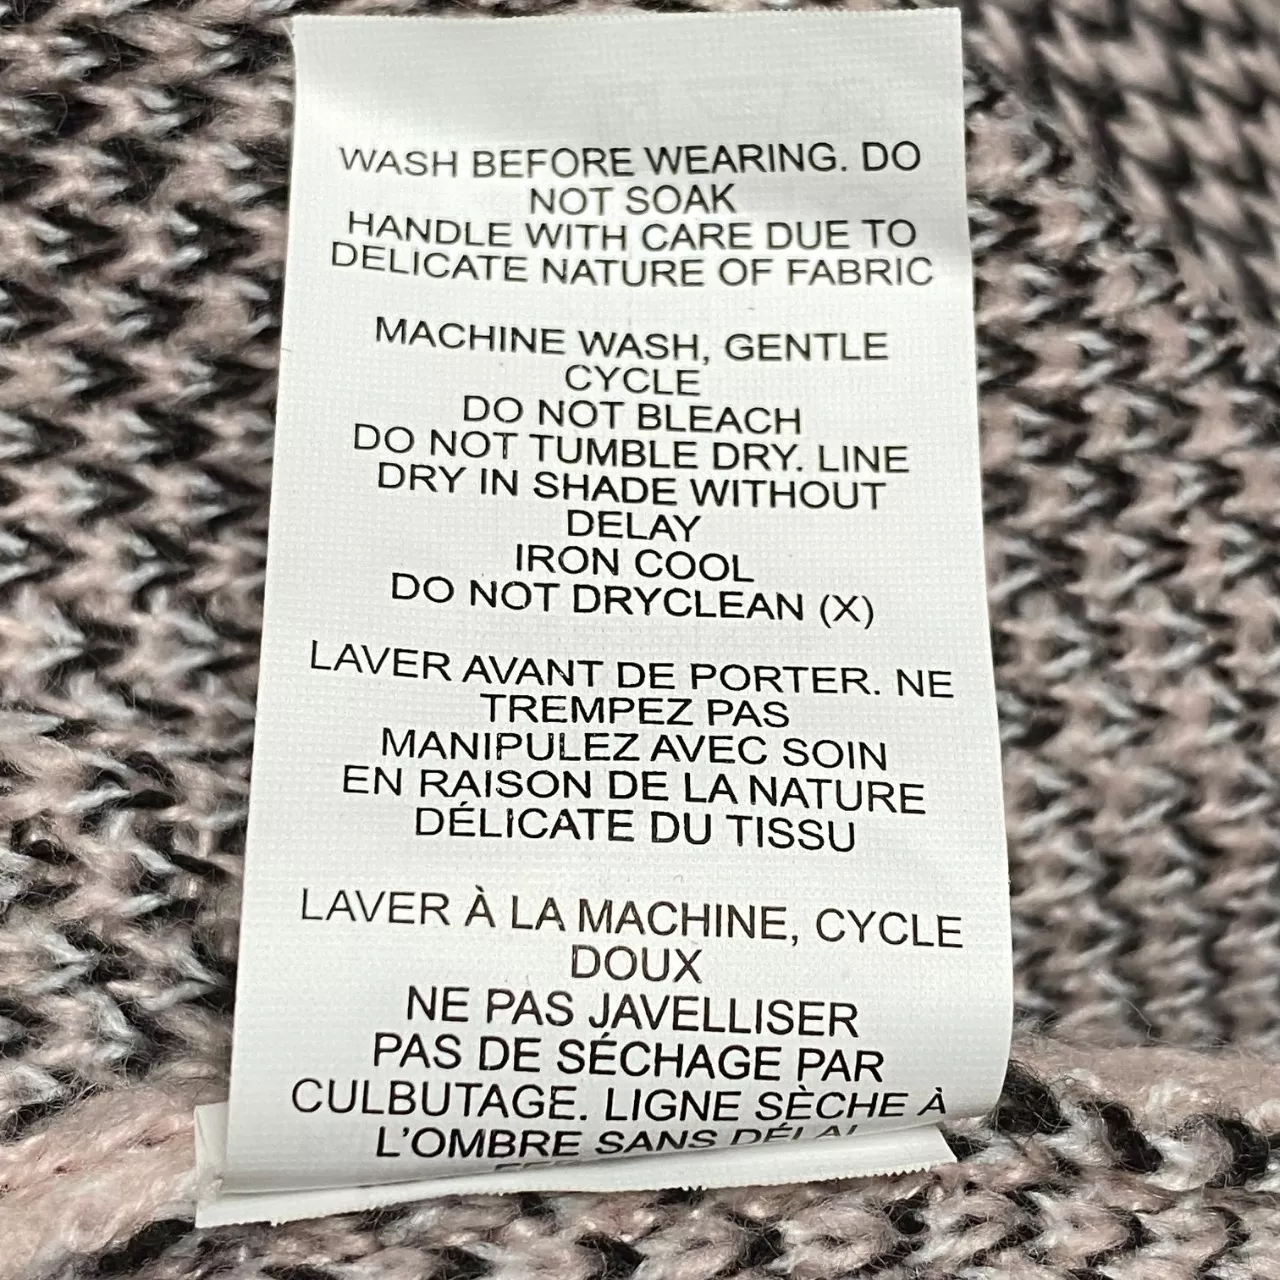 WASH BEFORE WEARING. DO
NOT SOAK
HANDLE WITH CARE DUE TO
DELICATE NATURE OF FABRIC
MACHINE WASH, GENTLE
CYCLE
DO NOT BLEACH
DO NOT TUMBLE DRY. LINE
DRY IN SHADE WITHOUT
DELAY
IRON COOL
DO NOT DRYCLEAN (X)
LAVER AVANT DE PORTER. NE
TREMPEZ PAS
MANIPULEZ AVEC SOIN
EN RAISON DE LA NATURE
DÉLICATE DU TISSU
LAVER À LA MACHINE, CYCLE
DOUX
NE PAS JAVELLISER
PAS DE SÉCHAGE PAR
CULBUTAGE. LIGNE SÈCHE À
L'OMBRE SANS DÉLAI